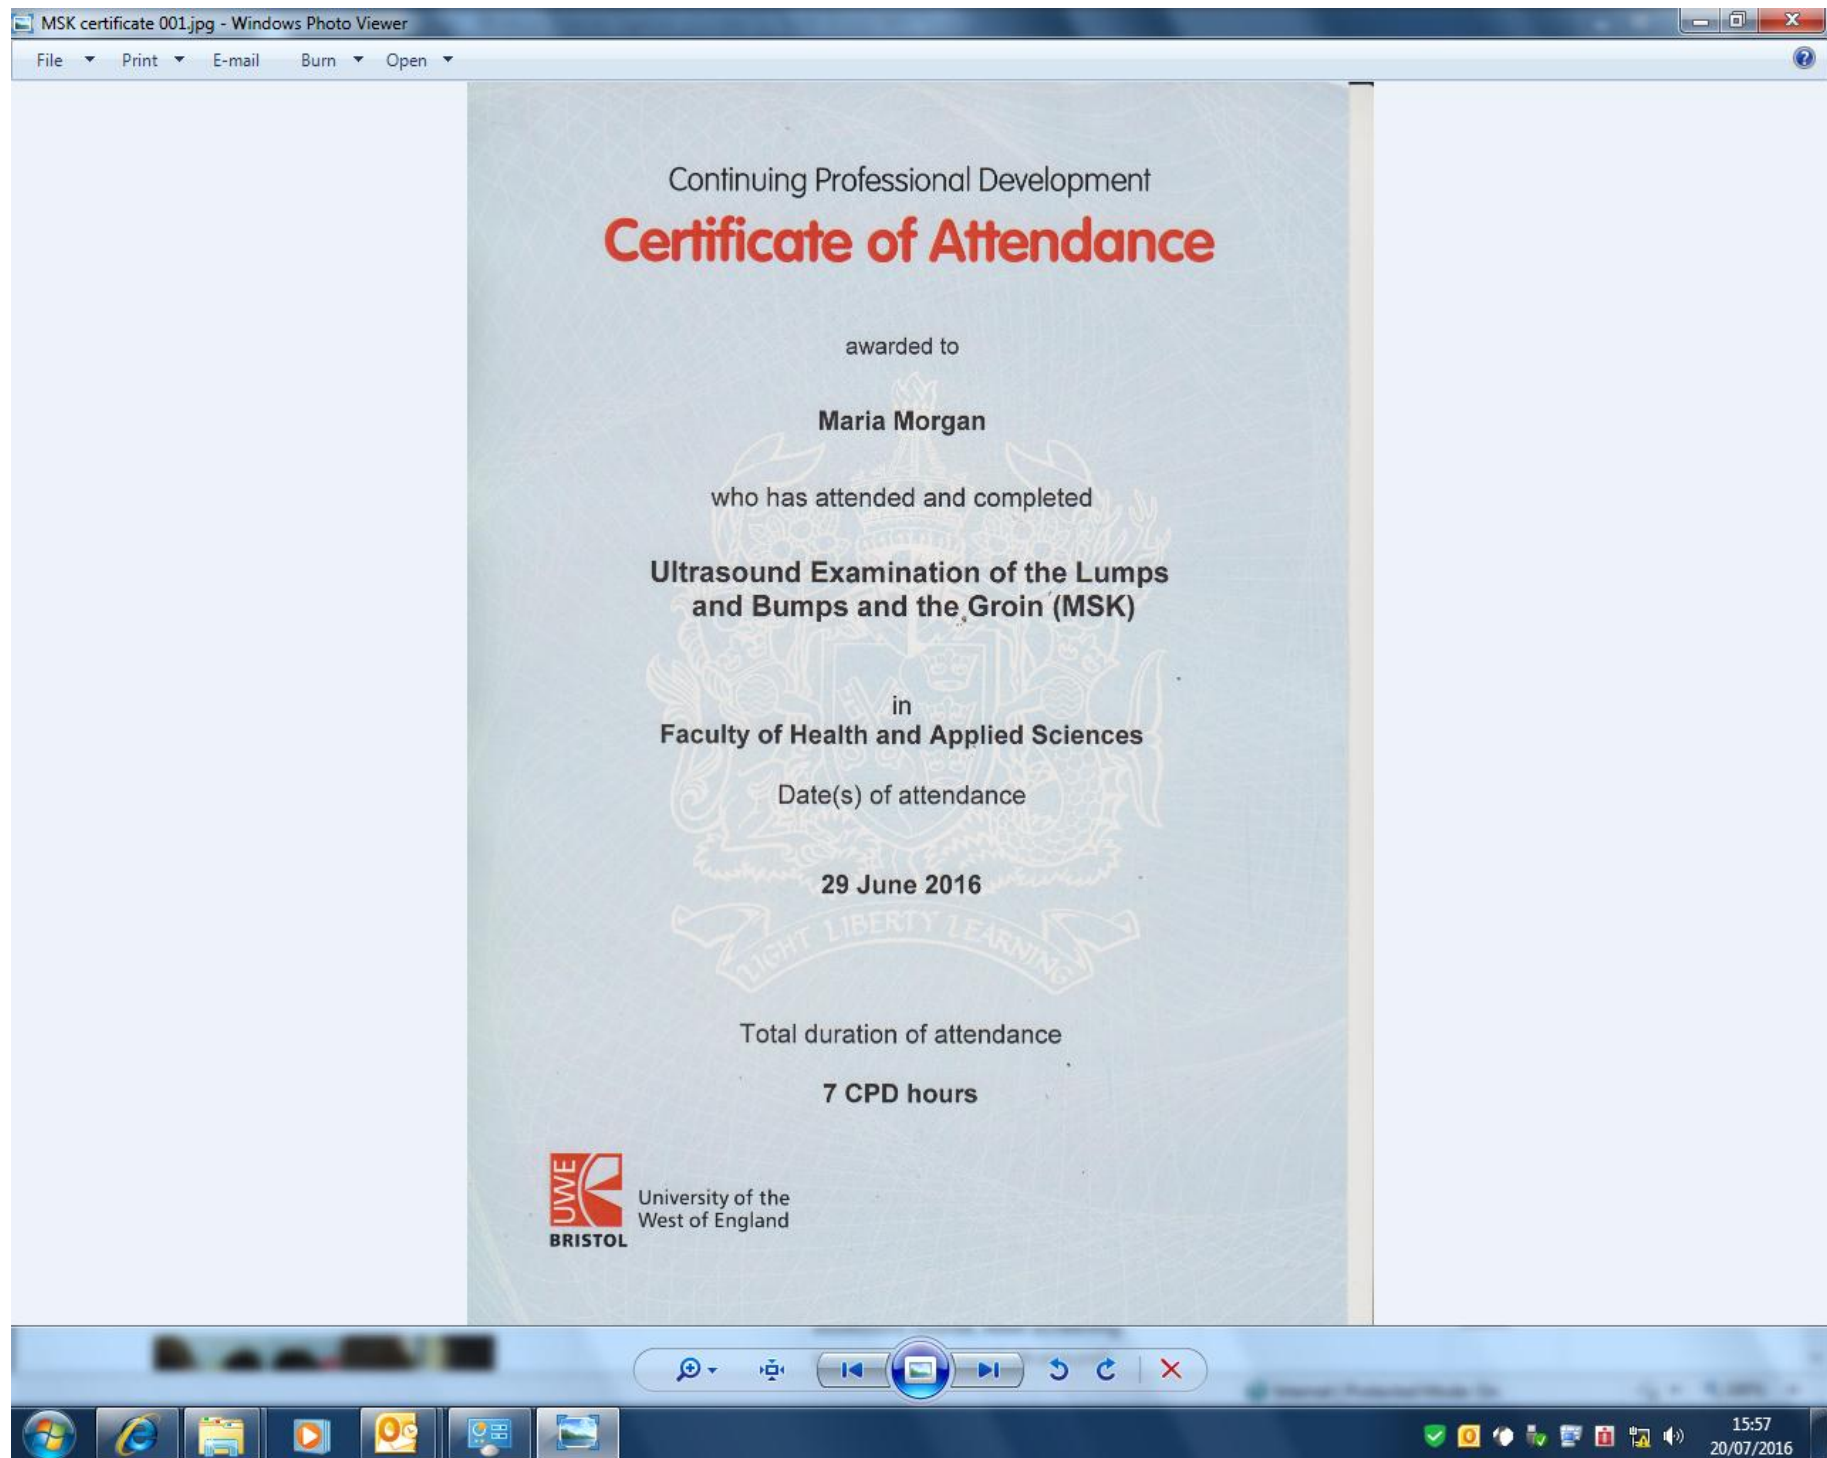 MSK certificate 001.jpg - Windows Photo Viewer
File Print E-mail Burn Open
Continuing Professional Development
Certificate of Attendance
awarded to
Maria Morgan
who has attended and completed
Ultrasound Examination of the Lumps
and Bumps and the Groin (MSK)
in
Faculty of Health and Applied Sciences
Date(s) of attendance
29 June 2016
LIGHT LIBERTY LEARNING
Total duration of attendance
7 CPD hours
UWE
University of the
West of England
BRISTOL
15:57
20/07/2016